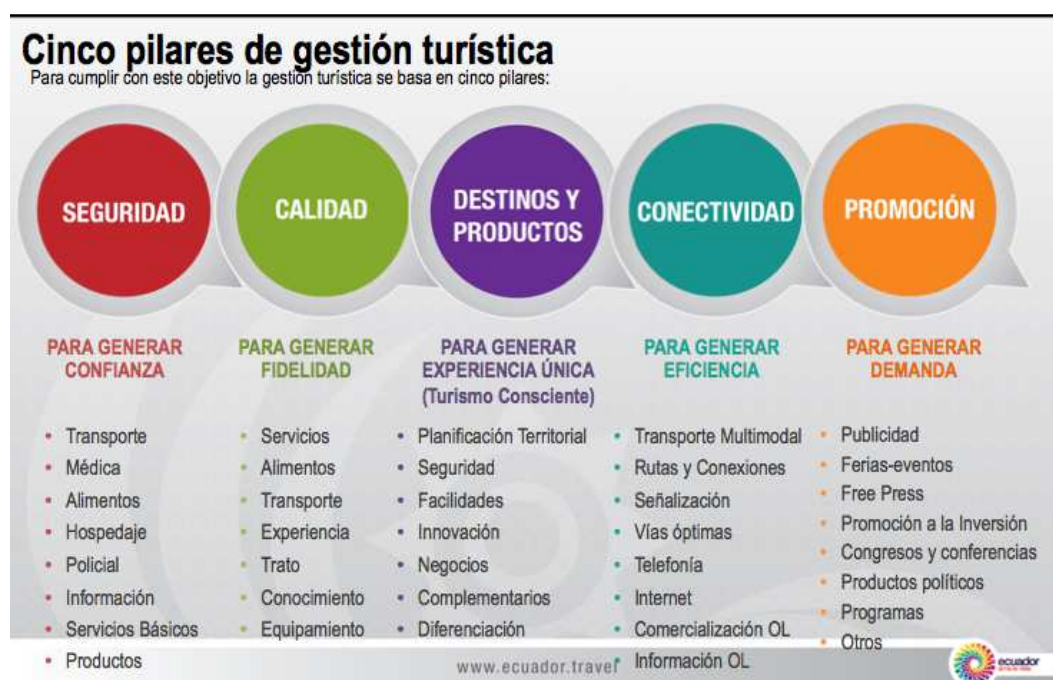 Cinco pilares de gestión turística
Para cumplir con este objetivo la gestión turística se basa en cinco pilares:
SEGURIDAD
PARA GENERAR
CONFIANZA
• Transporte
• Médica
• Alimentos
• Hospedaje
• Policial
• Información
• Servicios Básicos
• Productos
CALIDAD
PARA GENERAR
FIDELIDAD
• Servicios
• Alimentos
• Transporte
• Experiencia
• Trato
• Conocimiento
• Equipamiento
DESTINOS Y
PRODUCTOS
PARA GENERAR
EXPERIENCIA ÚNICA
(Turismo Consciente)
• Planificación Territorial
• Seguridad
• Facilidades
• Innovación
• Negocios
• Complementarios
• Diferenciación
CONECTIVIDAD
PARA GENERAR
EFICIENCIA
• Transporte Multimodal
• Rutas y Conexiones
• Señalización
• Vías óptimas
• Telefonía
• Internet
• Comercialización OL
• Información OL
PROMOCIÓN
PARA GENERAR
DEMANDA
• Publicidad
• Ferias-eventos
• Free Press
• Promoción a la Inversión
• Congresos y conferencias
• Productos políticos
• Programas
• Otros
www.ecuador.travel
ecuador